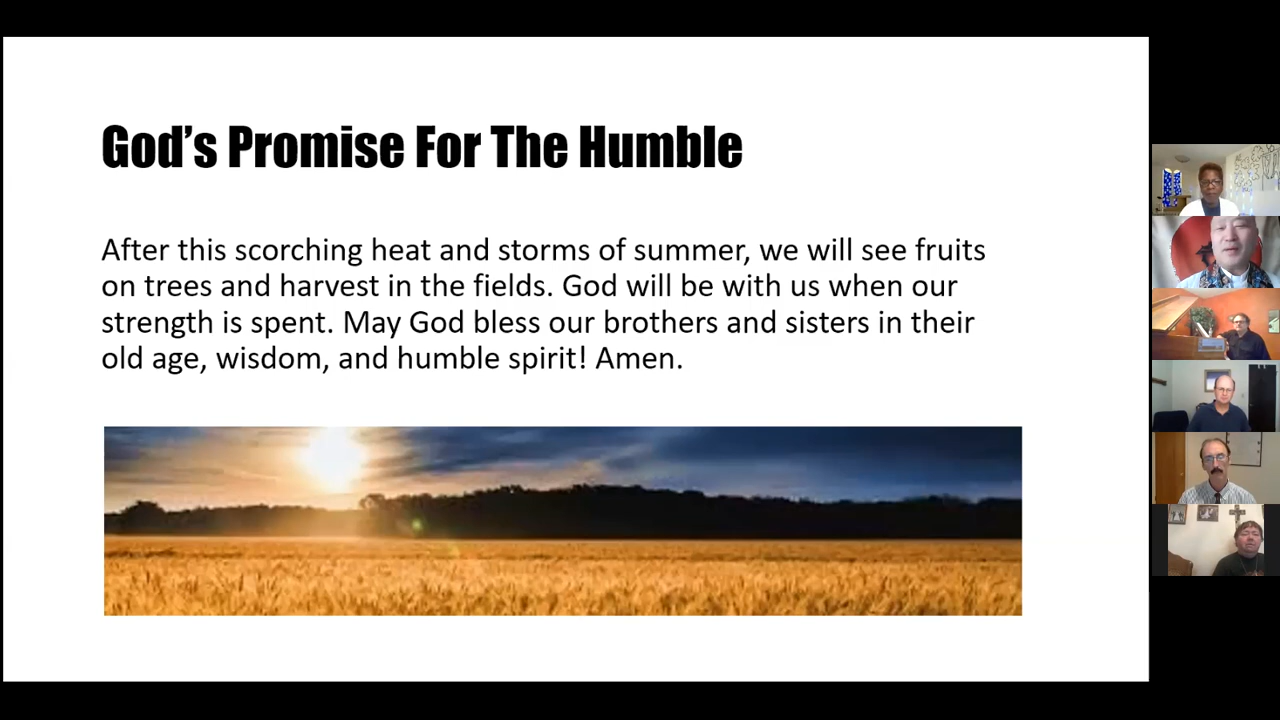 God’s Promise For The Humble
After this scorching heat and storms of summer, we will see fruits
on trees and harvest in the fields. God will be with us when our
strength is spent. May God bless our brothers and sisters in their
old age, wisdom, and humble spirit! Amen.